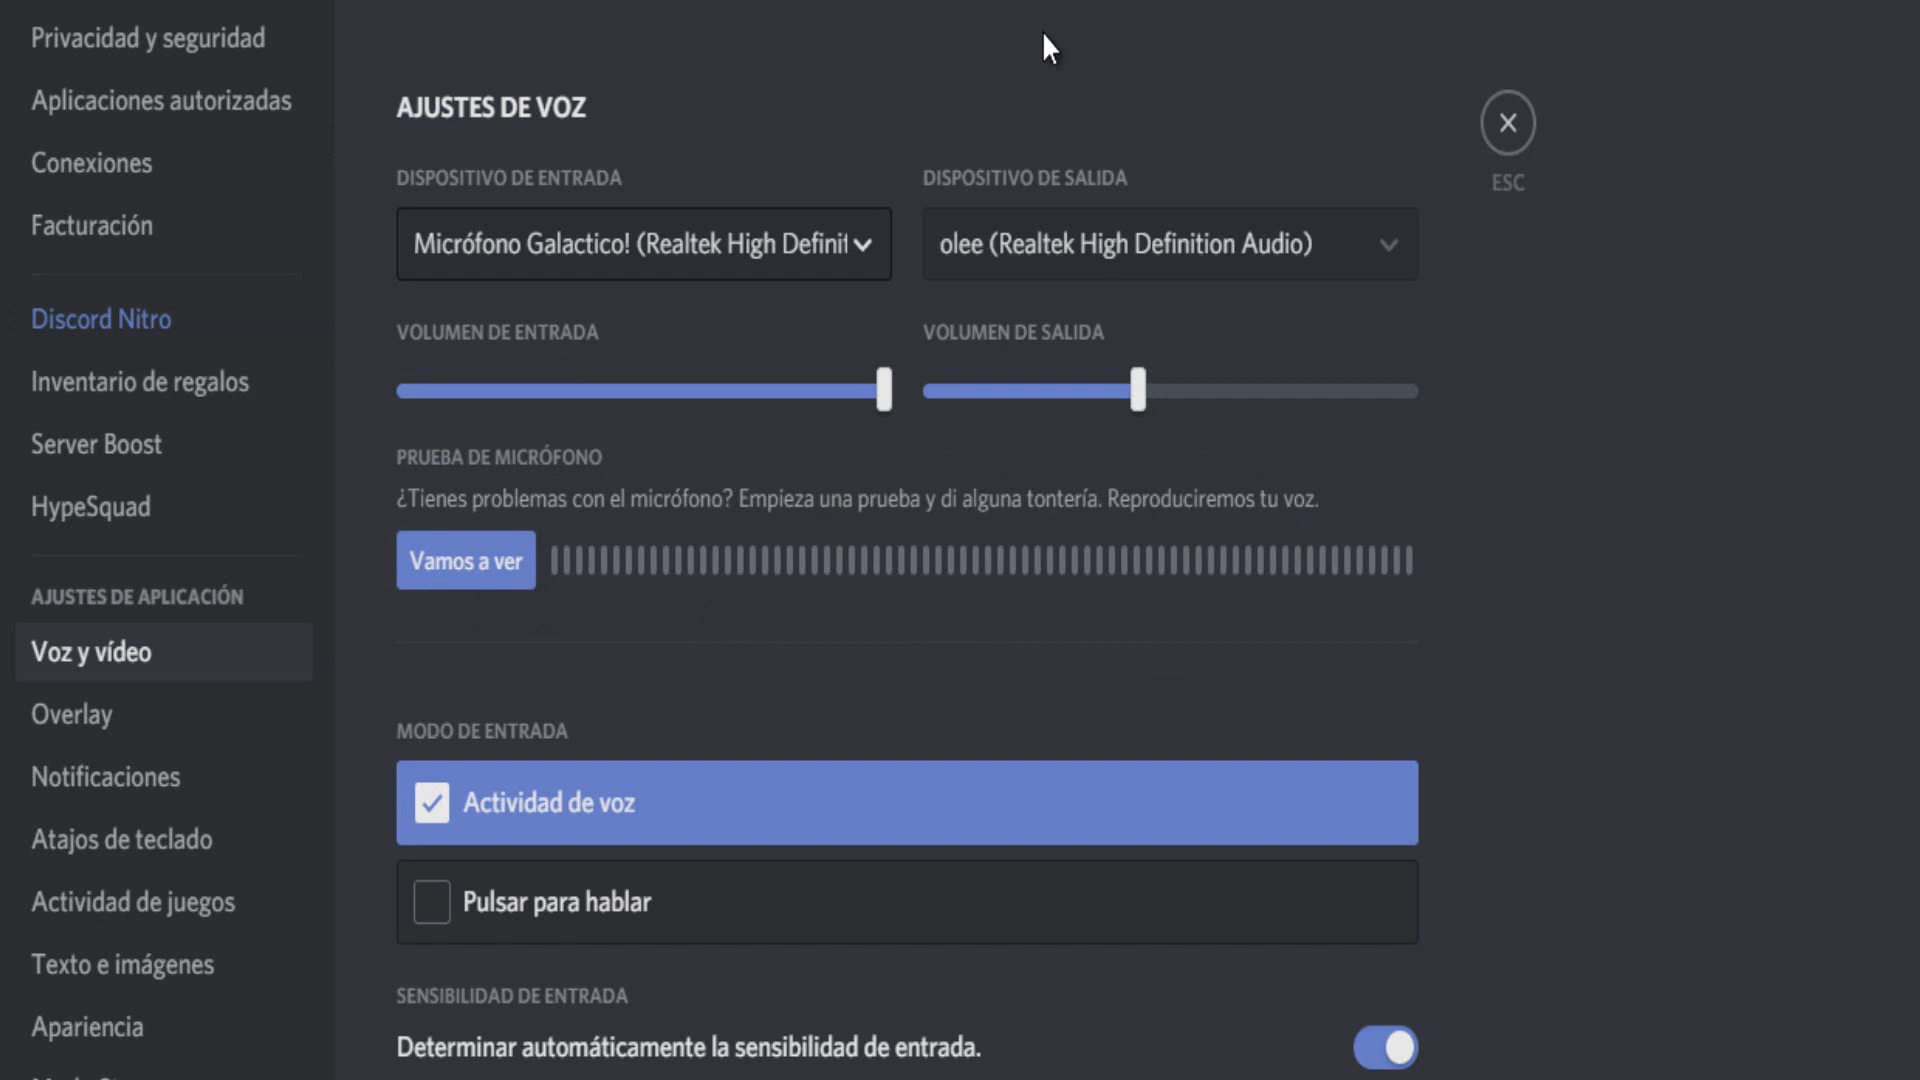 Privacidad y seguridad
Aplicaciones autorizadas
Conexiones
Facturación
Discord Nitro
Inventario de regalos
Server Boost
HypeSquad
AJUSTES DE APLICACIÓN
Voz y vídeo
Overlay
Notificaciones
Atajos de teclado
Actividad de juegos
Texto e imágenes
Apariencia
AJUSTES DE VOZ
DISPOSITIVO DE ENTRADA
Micrófono Galactico! (Realtek High Definit
DISPOSITIVO DE SALIDA
olee (Realtek High Definition Audio)
VOLUMEN DE ENTRADA
VOLUMEN DE SALIDA
PRUEBA DE MICRÓFONO
¿Tienes problemas con el micrófono? Empieza una prueba y di alguna tontería. Reproduciremos tu voz.
Vamos a ver
MODO DE ENTRADA
Actividad de voz
Pulsar para hablar
SENSIBILIDAD DE ENTRADA
Determinar automáticamente la sensibilidad de entrada.
ESC